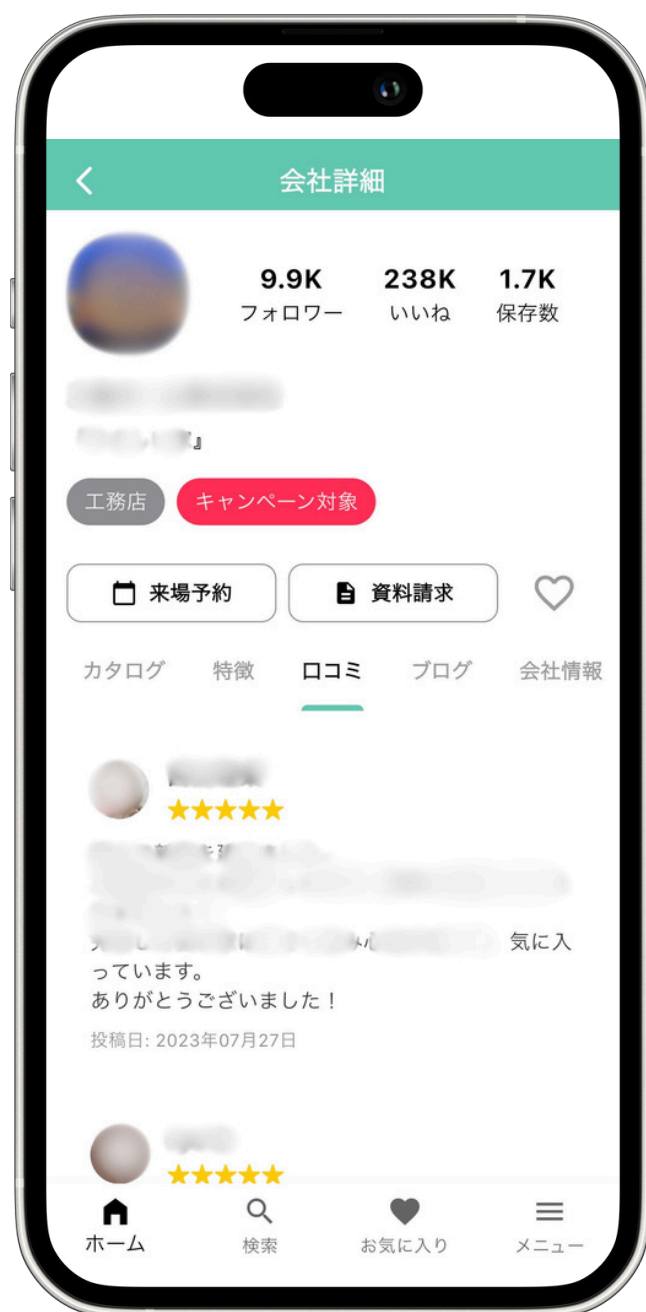 会社詳細
9.9K 238K 1.7K
フォロワー いいね 保存数
』
工務店 キャンペーン対象
来場予約 資料請求
カタログ 特徴 口コミ ブログ 会社情報
★★★★★
気に入
っています。
ありがとうございました！
投稿日: 2023年07月27日
★★★★★
ホーム 検索 お気に入り メニュー